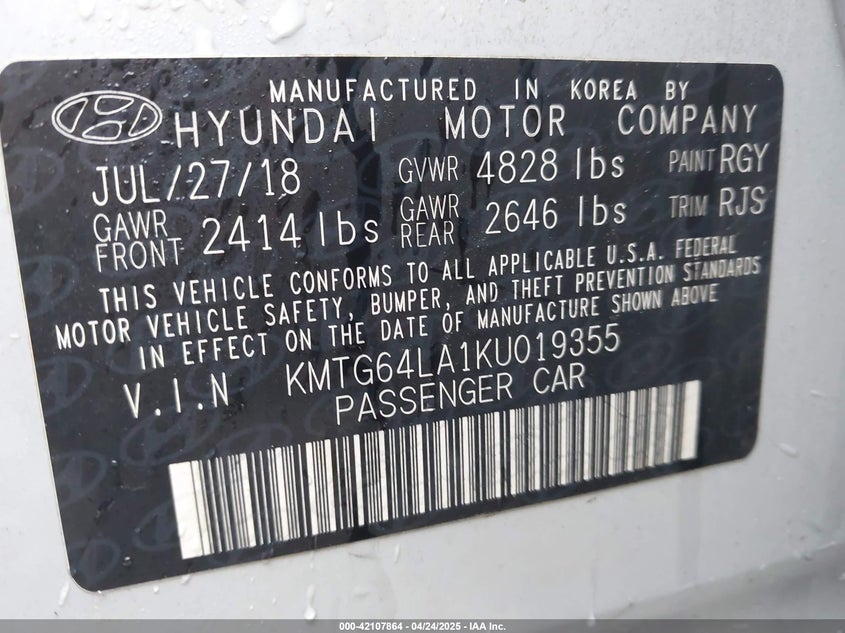 MANUFACTURED IN KOREA BY
HYUNDAI MOTOR COMPANY
JUL/27/18 GVWR 4828 lbs PAINT RGY
GAWR FRONT 2414 lbs GAWR REAR 2646 lbs TRIM RJS
THIS VEHICLE CONFORMS TO ALL APPLICABLE U.S.A. FEDERAL
MOTOR VEHICLE SAFETY, BUMPER, AND THEFT PREVENTION STANDARDS
IN EFFECT ON THE DATE OF MANUFACTURE SHOWN ABOVE
V.I.N KMTG64LA1KU019355
PASSENGER CAR
000-42107864 - 04/24/2025 - IAA Inc.